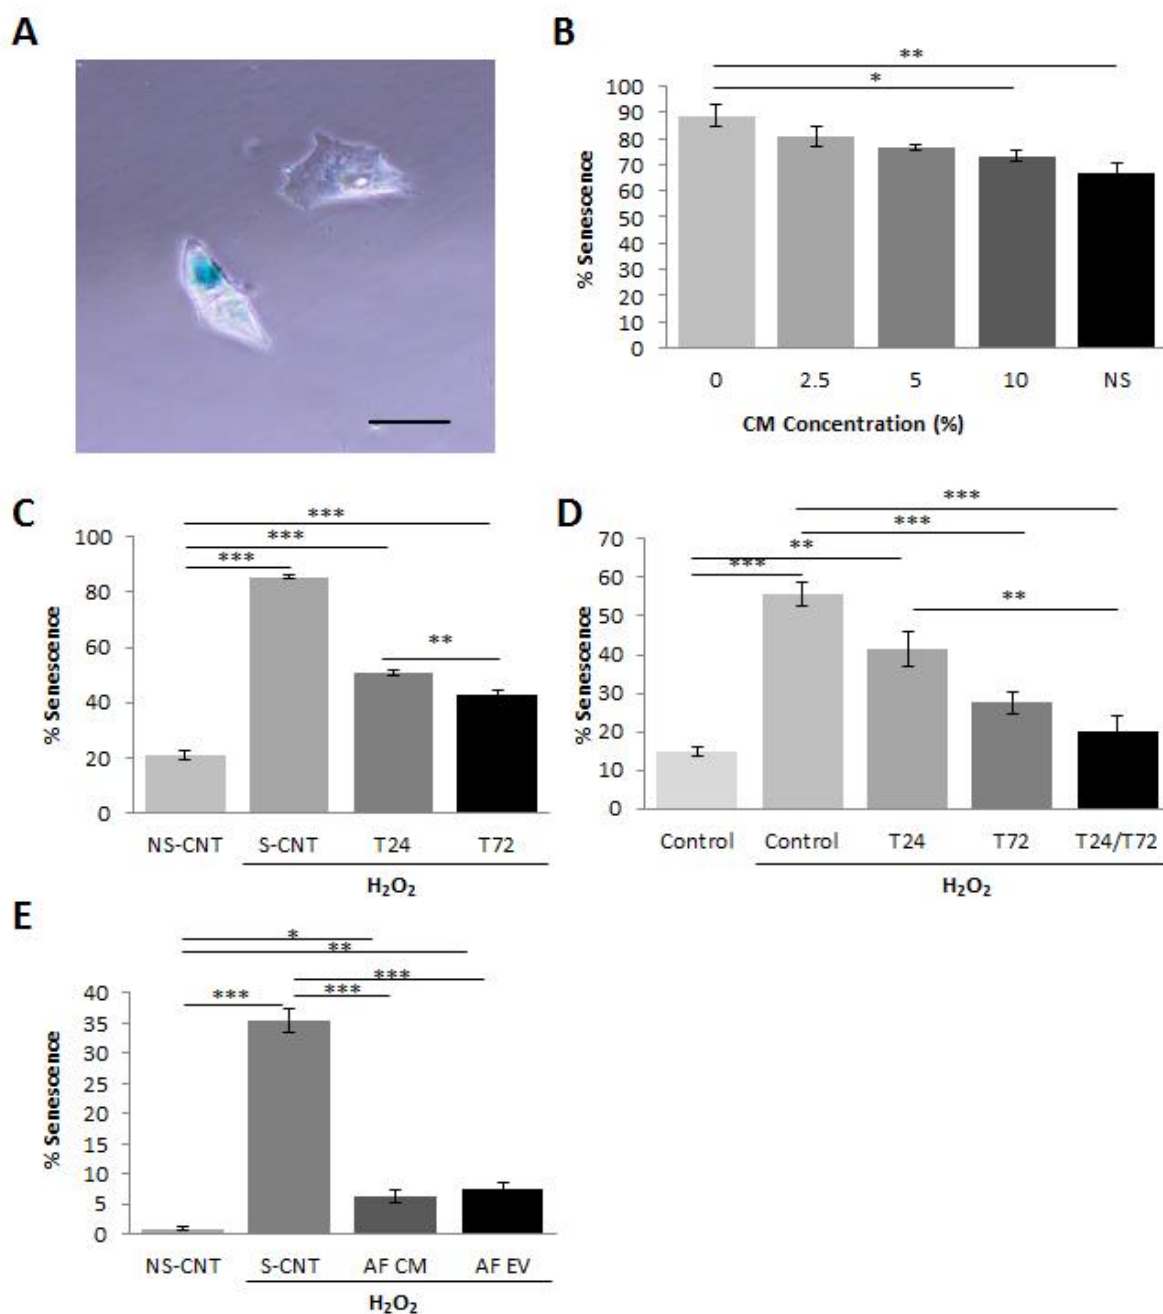 A
B
**
*
100
90
80
70
60
50
40
30
20
10
0
% Senescence
0 2.5 5 10 NS
CM Concentration (%)
C
***
***
***
**
100
80
60
40
20
0
% Senescence
NS-CNT S-CNT T24 T72
H₂O₂
D
***
***
**
***
**
70
60
50
40
30
20
10
0
% Senescence
Control Control T24 T72 T24/T72
H₂O₂
E
*
**
***
*** ***
40
35
30
25
20
15
10
5
0
% Senescence
NS-CNT S-CNT AF CM AF EV
H₂O₂